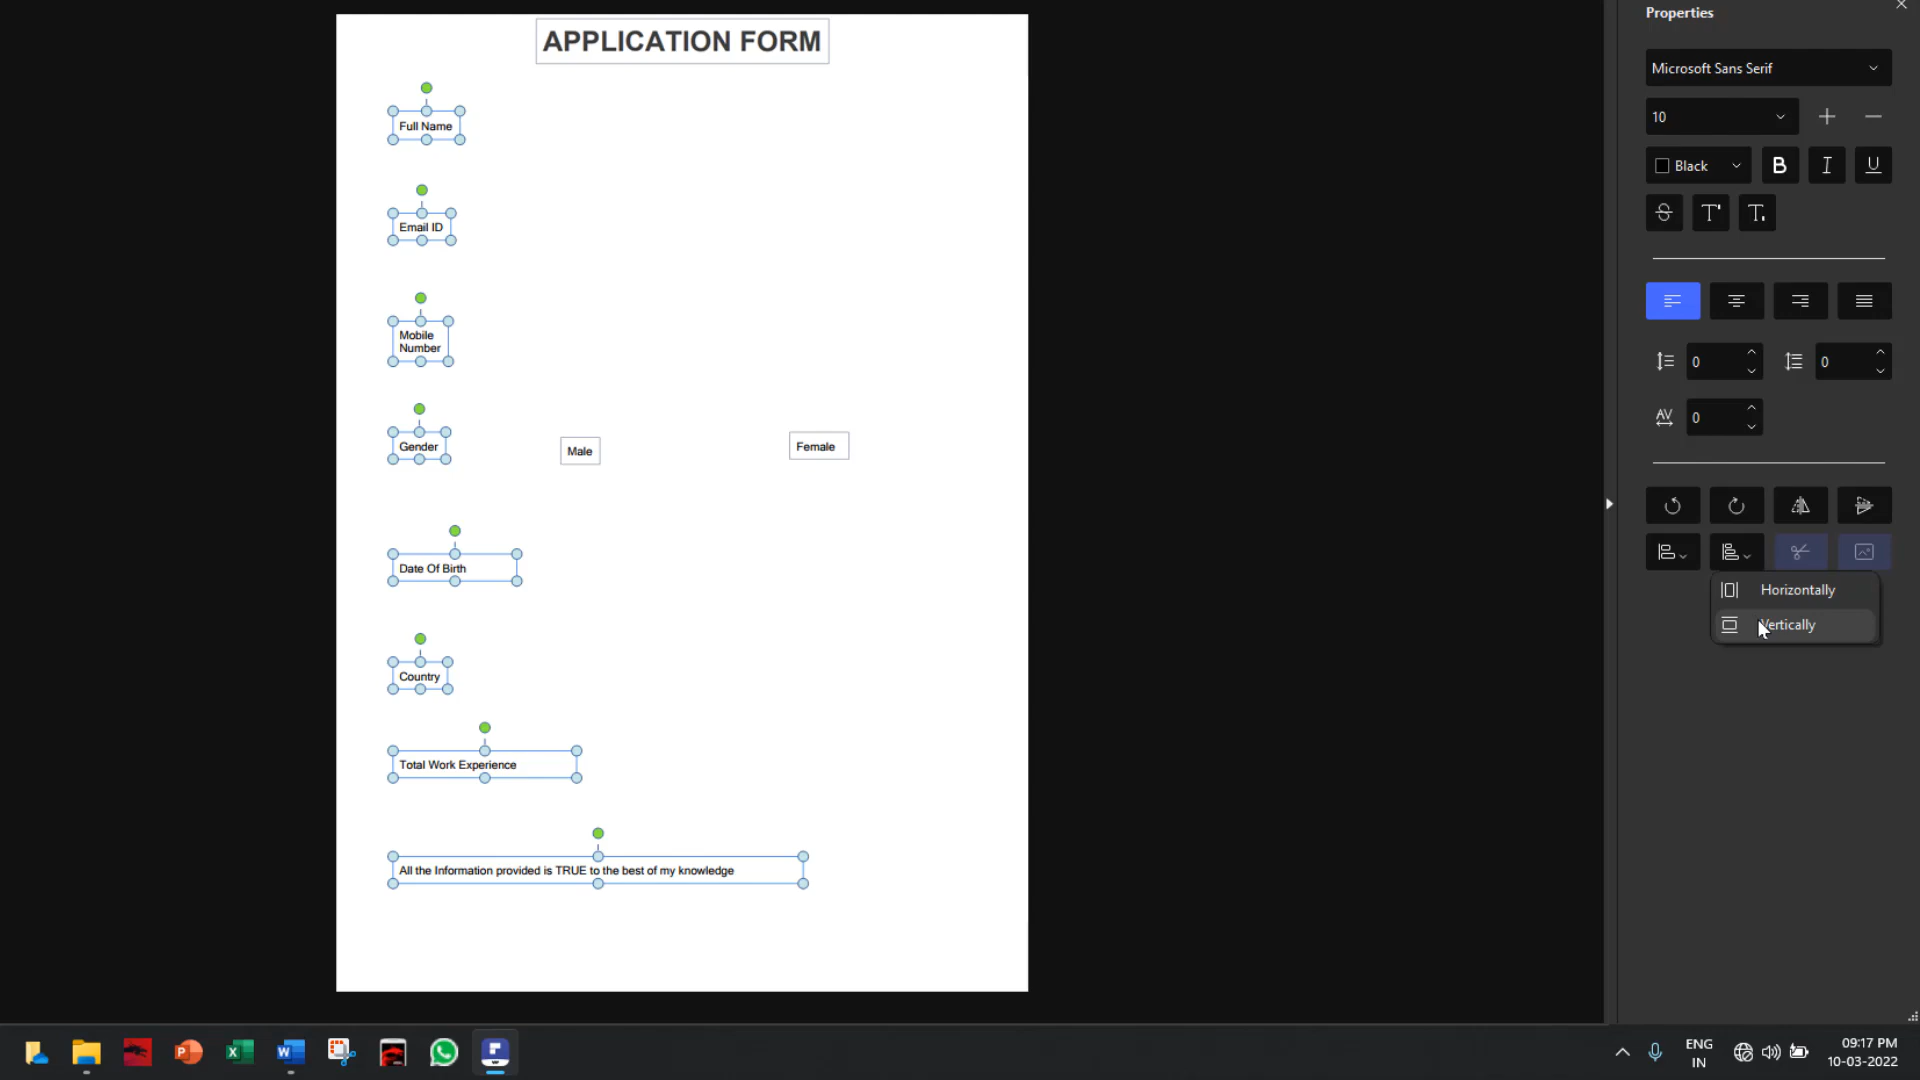 Properties
APPLICATION FORM
Microsoft Sans Serif
10
Black
B I U
S T' T.
Full Name
Email ID
Mobile
Number
0 0
AV 0
Gender
Male
Female
Date Of Birth
Horizontally
Vertically
Country
Total Work Experience
All the Information provided is TRUE to the best of my knowledge
ENG
IN
09:17 PM
10-03-2022